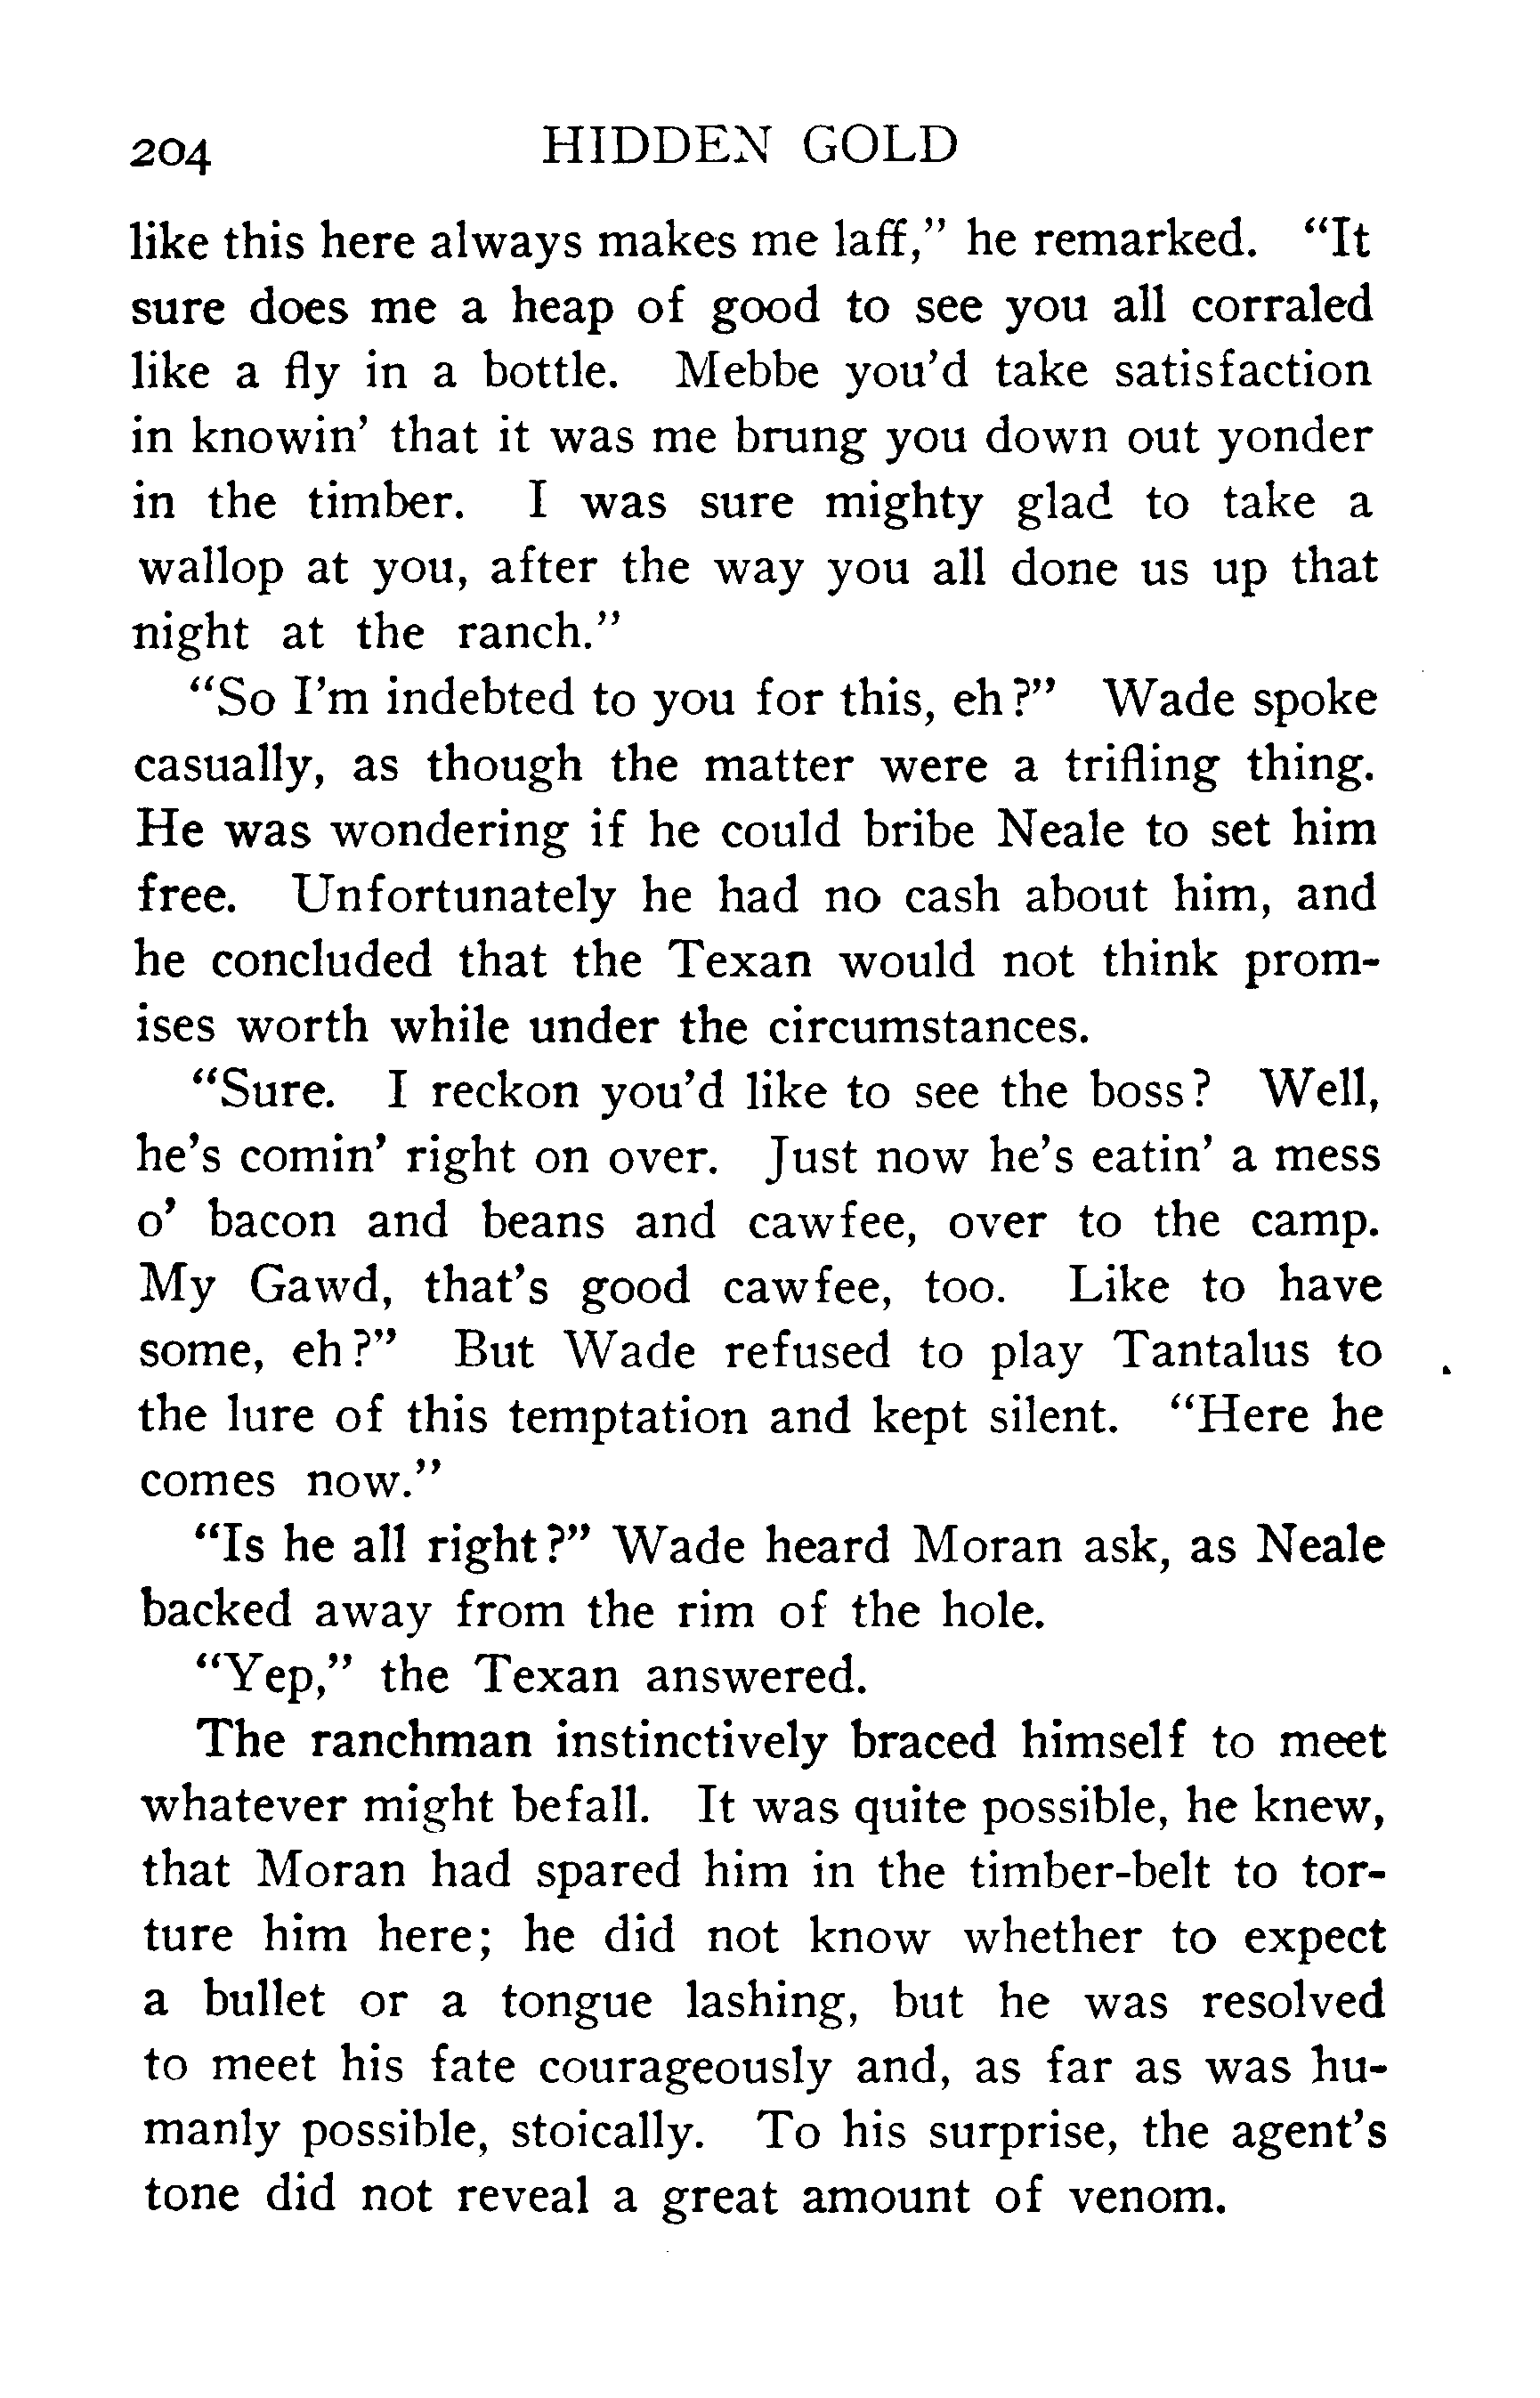 204 HIDDEN GOLD
like this here always makes me laff," he remarked. "It
sure does me a heap of good to see you all corraled
like a fly in a bottle. Mebbe you'd take satisfaction
in knowin' that it was me brung you down out yonder
in the timber. I was sure mighty glad to take a
wallop at you, after the way you all done us up that
night at the ranch."
"So I'm indebted to you for this, eh?" Wade spoke
casually, as though the matter were a trifling thing.
He was wondering if he could bribe Neale to set him
free. Unfortunately he had no cash about him, and
he concluded that the Texan would not think prom-
ises worth while under the circumstances.
"Sure. I reckon you'd like to see the boss? Well,
he's comin' right on over. Just now he's eatin' a mess
o' bacon and beans and cawfee, over to the camp.
My Gawd, that's good cawfee, too. Like to have
some, eh?" But Wade refused to play Tantalus to
the lure of this temptation and kept silent. "Here he
comes now."
"Is he all right?" Wade heard Moran ask, as Neale
backed away from the rim of the hole.
"Yep," the Texan answered.
The ranchman instinctively braced himself to meet
whatever might befall. It was quite possible, he knew,
that Moran had spared him in the timber-belt to tor-
ture him here; he did not know whether to expect
a bullet or a tongue lashing, but he was resolved
to meet his fate courageously and, as far as was hu-
manly possible, stoically. To his surprise, the agent's
tone did not reveal a great amount of venom.